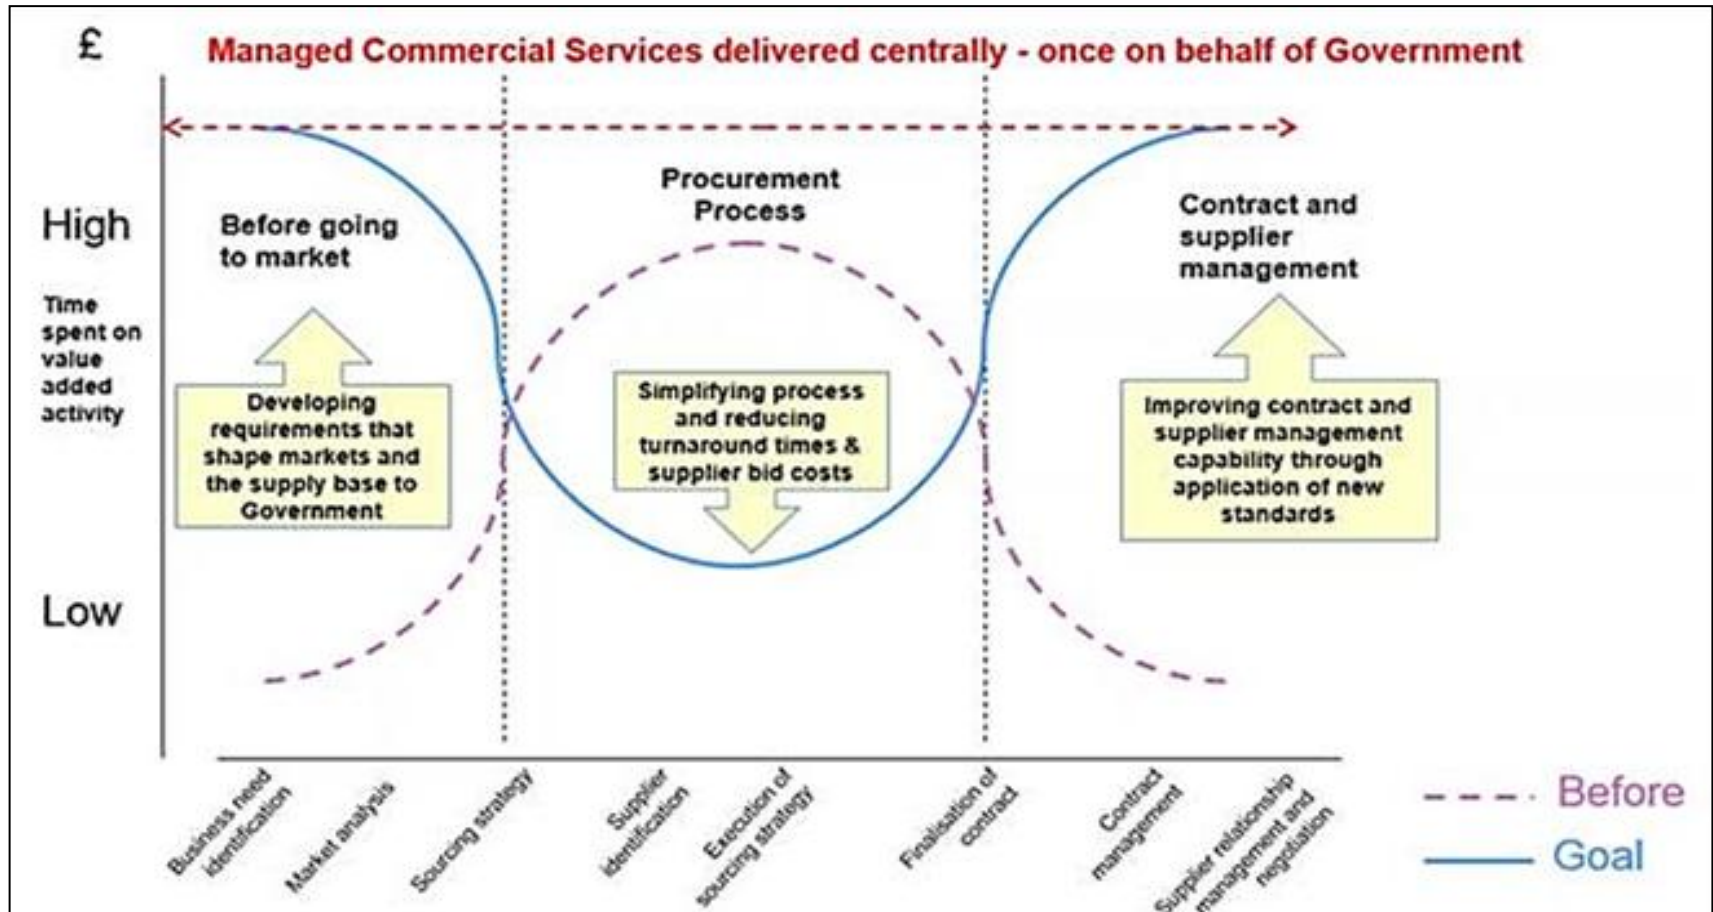 £
Managed Commercial Services delivered centrally - once on behalf of Government
High
Time
spent on
value
added
activity
Low
Before going
to market
Developing
requirements that
shape markets and
the supply base to
Government
Procurement
Process
Simplifying process
and reducing
turnaround times &
supplier bid costs
Contract and
supplier
management
Improving contract and
supplier management
capability through
application of new
standards
Business need
identification
Market analysis
Sourcing strategy
Supplier
identification
Execution of
sourcing strategy
Finalisation of
contract
Contract
management
Supplier relationship
management and
negotiation
Before
Goal